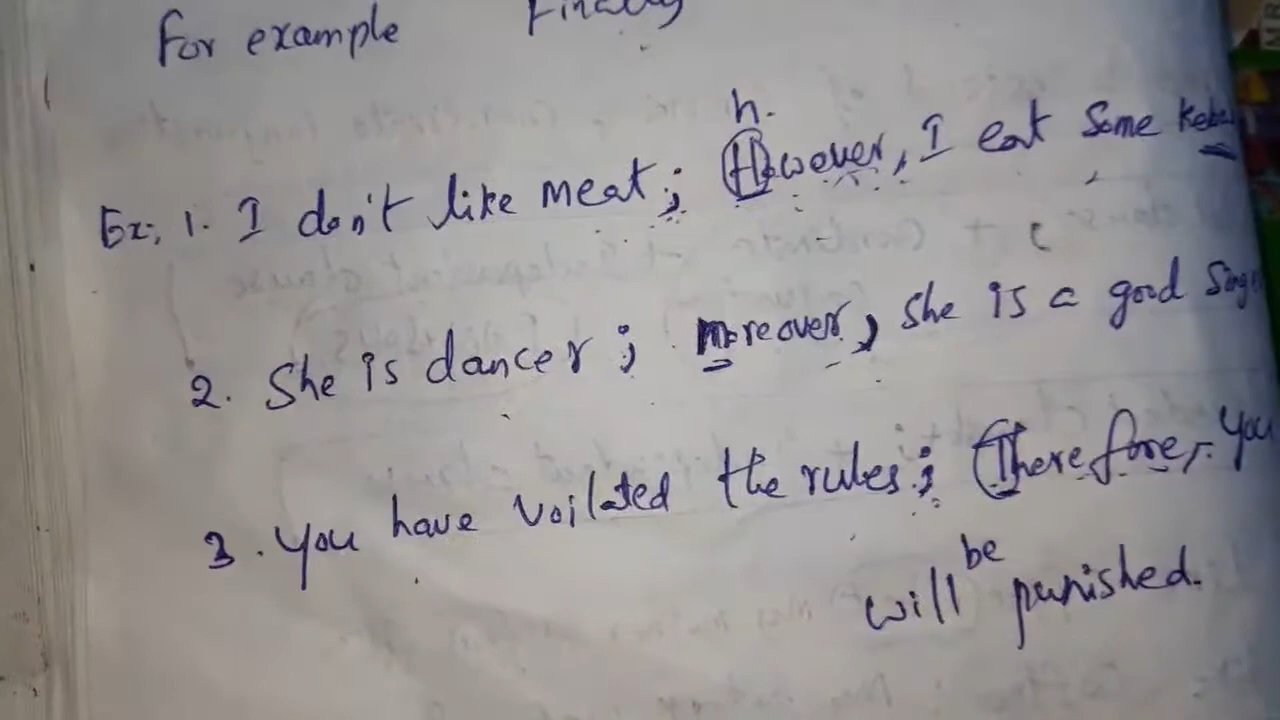 For example Finally
h.
Ex: 1. I don't like meat; However, I eat Some
2. She is dancer; moreover, she is a good
3. You have voilated the rules; Therefore, You
will be punished.